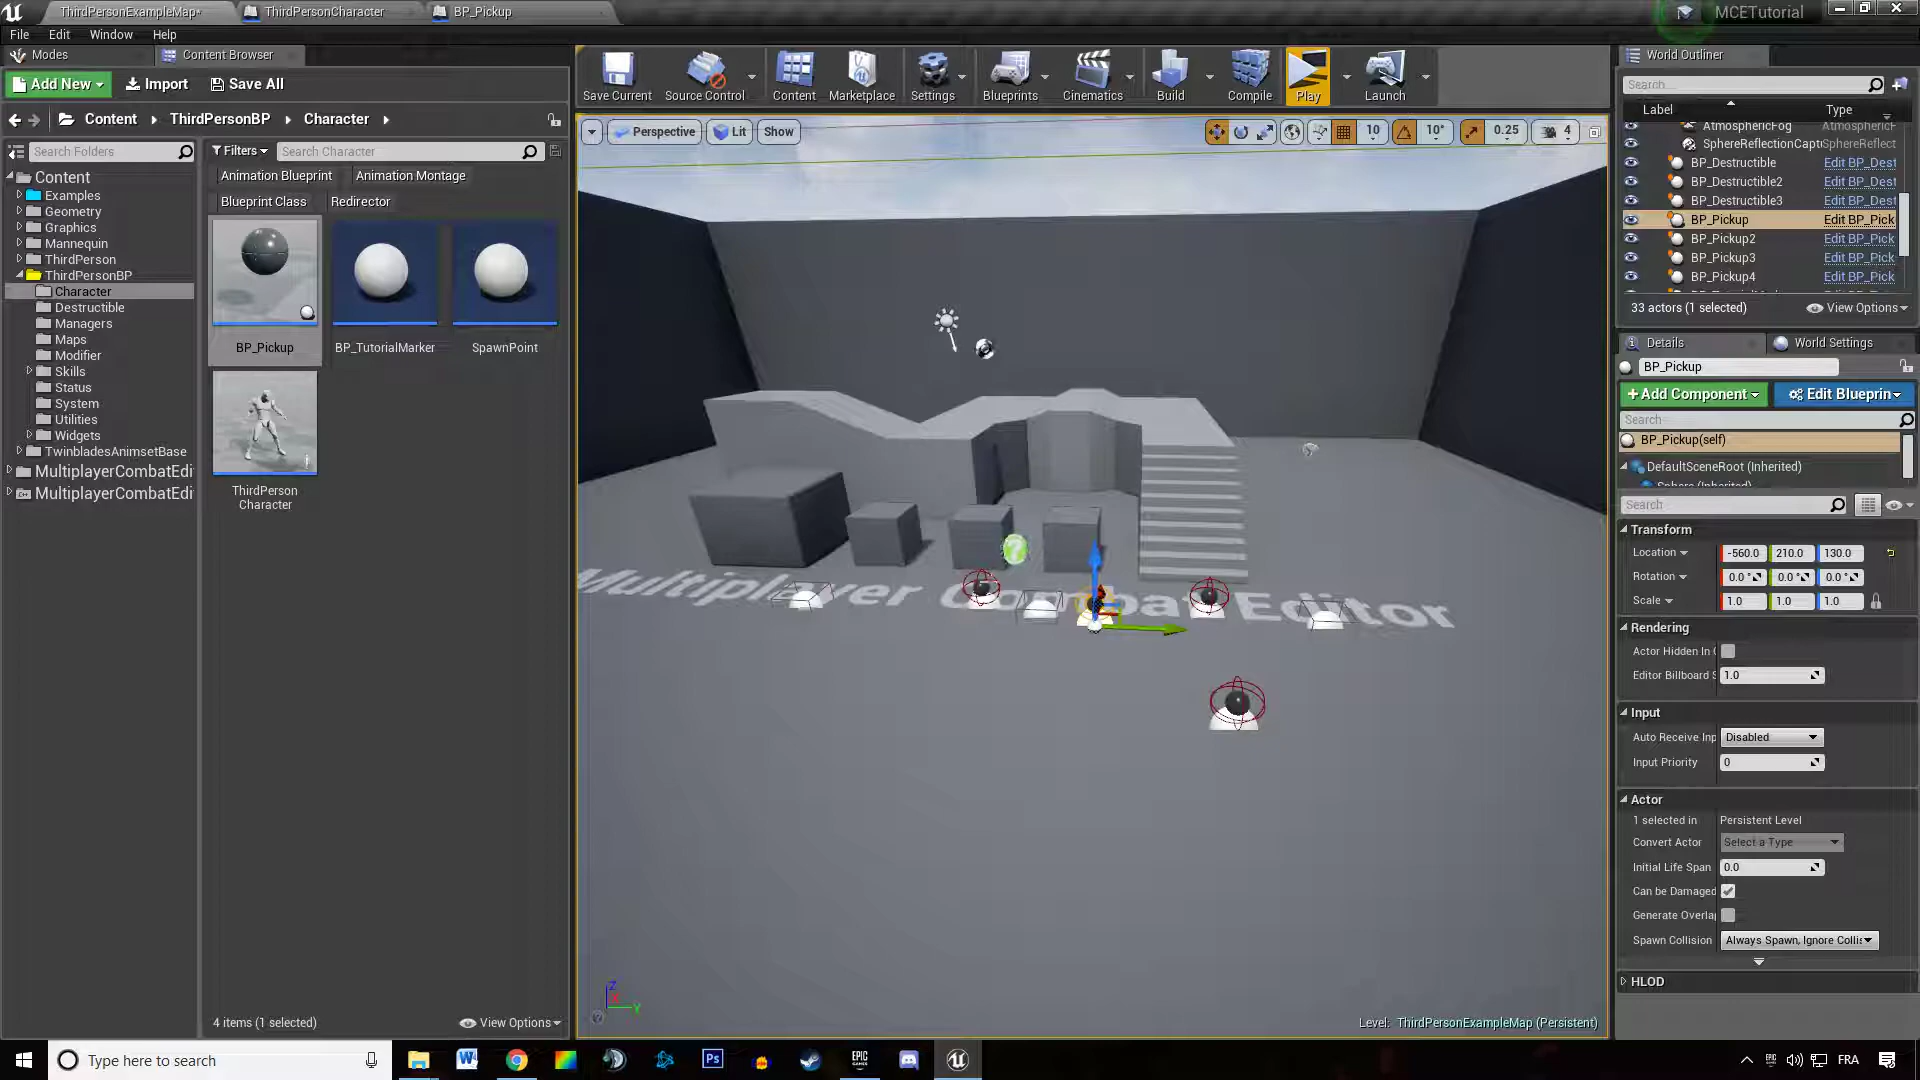 ThirdPersonExampleMap*
ThirdPersonCharacter
BP_Pickup
MCETutorial
File
Edit
Window
Help
Modes
Content Browser
Add New
Import
Save All
Content
ThirdPersonBP
Character
Search Folders
Filters
Search Character
Animation Blueprint
Animation Montage
Blueprint Class
Redirector
Content
Examples
Geometry
Graphics
Mannequin
ThirdPerson
ThirdPersonBP
Character
Destructible
Managers
Maps
Modifier
Skills
Status
System
Utilities
Widgets
TwinbladesAnimsetBase
MultiplayerCombatEdi
MultiplayerCombatEdi
BP_Pickup
BP_TutorialMarker
SpawnPoint
ThirdPerson
Character
4 items (1 selected)
View Options
Save Current
Source Control
Content
Marketplace
Settings
Blueprints
Cinematics
Build
Compile
Play
Launch
Perspective
Lit
Show
10
10°
0.25
4
Multiplayer Combat Editor
Level: ThirdPersonExampleMap (Persistent)
World Outliner
Search...
Label
Type
AtmosphericFog
AtmosphericF
SphereReflectionCaptu
SphereReflect
BP_Destructible
Edit BP_Dest
BP_Destructible2
Edit BP_Dest
BP_Destructible3
Edit BP_Dest
BP_Pickup
Edit BP_Pick
BP_Pickup2
Edit BP_Pick
BP_Pickup3
Edit BP_Pick
BP_Pickup4
Edit BP_Pick
33 actors (1 selected)
View Options
Details
World Settings
BP_Pickup
+Add Component
Edit Blueprin
Search
BP_Pickup(self)
DefaultSceneRoot (Inherited)
Sphere (Inherited)
Search
Transform
Location
-560.0
210.0
130.0
Rotation
0.0 °
0.0 °
0.0 °
Scale
1.0
1.0
1.0
Rendering
Actor Hidden In G
Editor Billboard S
1.0
Input
Auto Receive Inp
Disabled
Input Priority
0
Actor
1 selected in
Persistent Level
Convert Actor
Select a Type
Initial Life Span
0.0
Can be Damaged
Generate Overlap
Spawn Collision
Always Spawn, Ignore Collis
HLOD
Type here to search
FRA